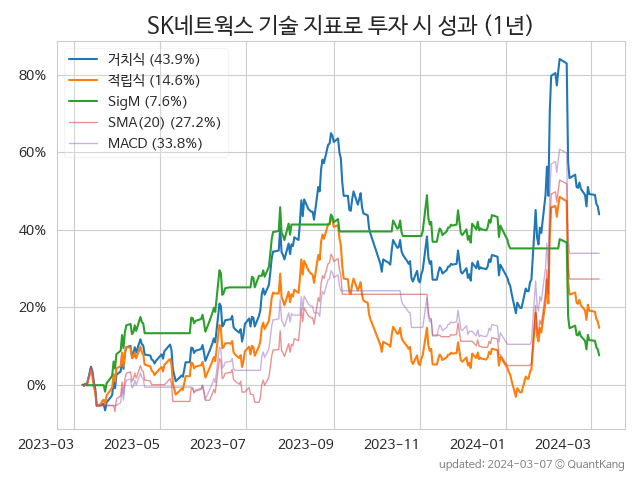 SK네트웍스 기술 지표로 투자 시 성과 (1년)
거치식 (43.9%)
적립식 (14.6%)
SigM (7.6%)
SMA(20) (27.2%)
MACD (33.8%)
80%
60%
40%
20%
0%
2023-03 2023-05 2023-07 2023-09 2023-11 2024-01 2024-03
updated: 2024-03-07 © QuantKang